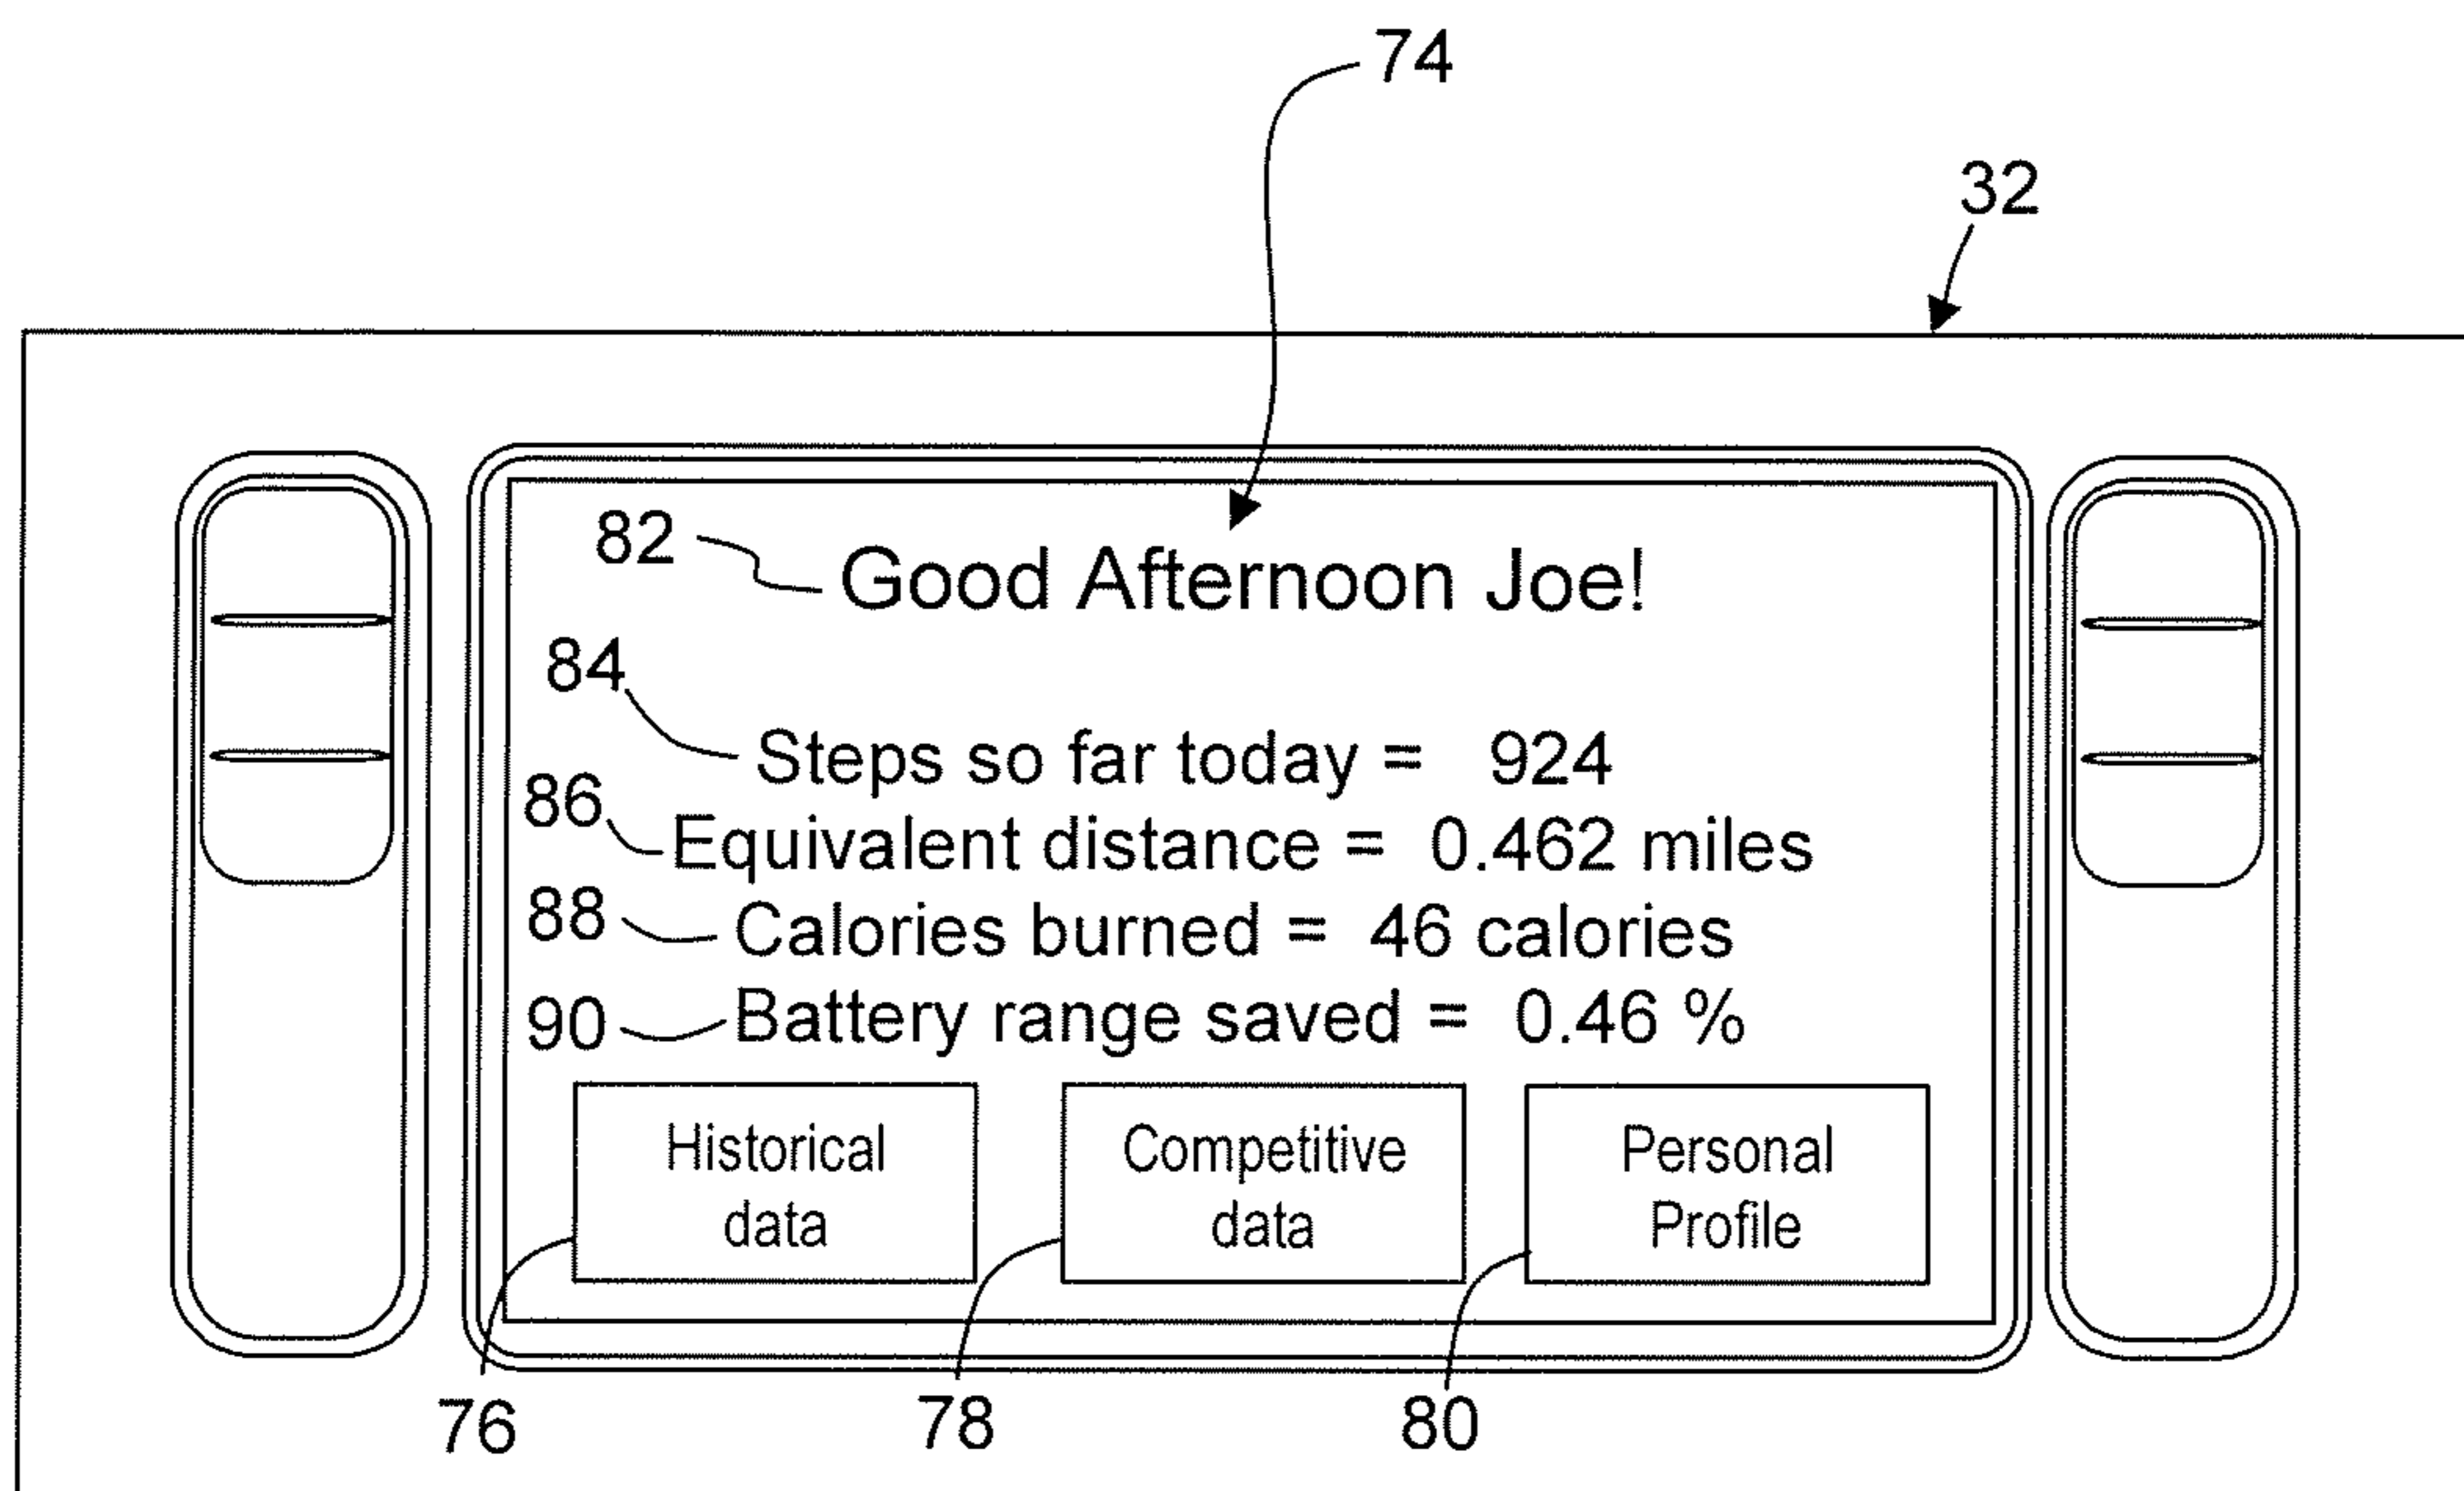 74
32
82 Good Afternoon Joe!
84
Steps so far today = 924
86 Equivalent distance = 0.462 miles
88 Calories burned = 46 calories
90 Battery range saved = 0.46 %
Historical
data
Competitive
data
Personal
Profile
76 78 80